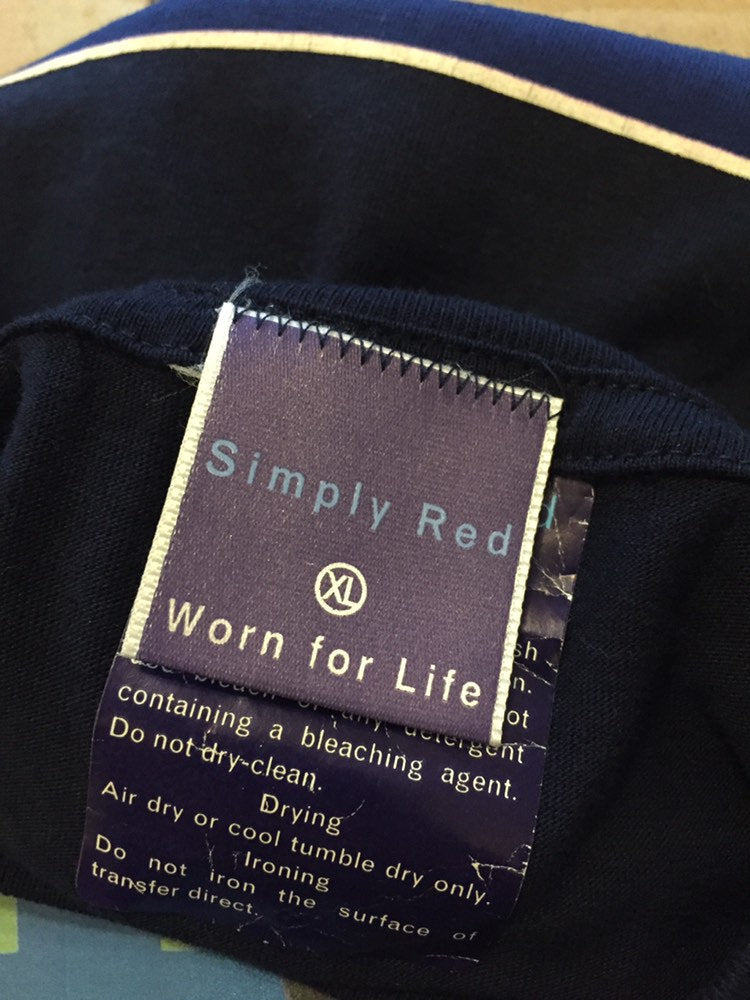 Simply Red
XL
Worn for Life
containing a bleaching agent.
Do not dry-clean.
Drying
Air dry or cool tumble dry only.
Ironing
Do not iron the surface of
transfer direct.